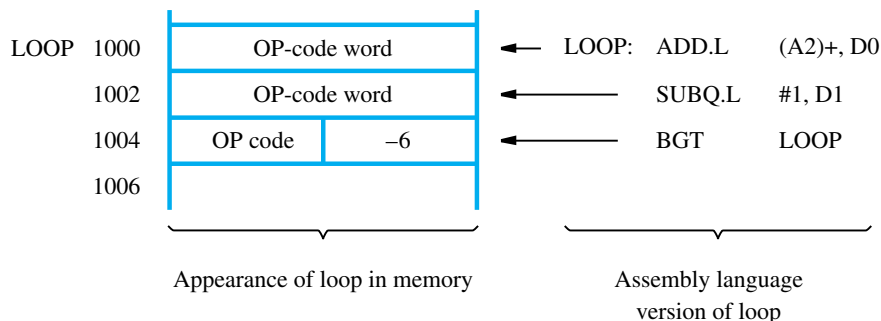 LOOP 1000 OP-code word LOOP: ADD.L (A2)+, D0
1002 OP-code word SUBQ.L #1, D1
1004 OP code –6 BGT LOOP
1006
Appearance of loop in memory
Assembly language
version of loop